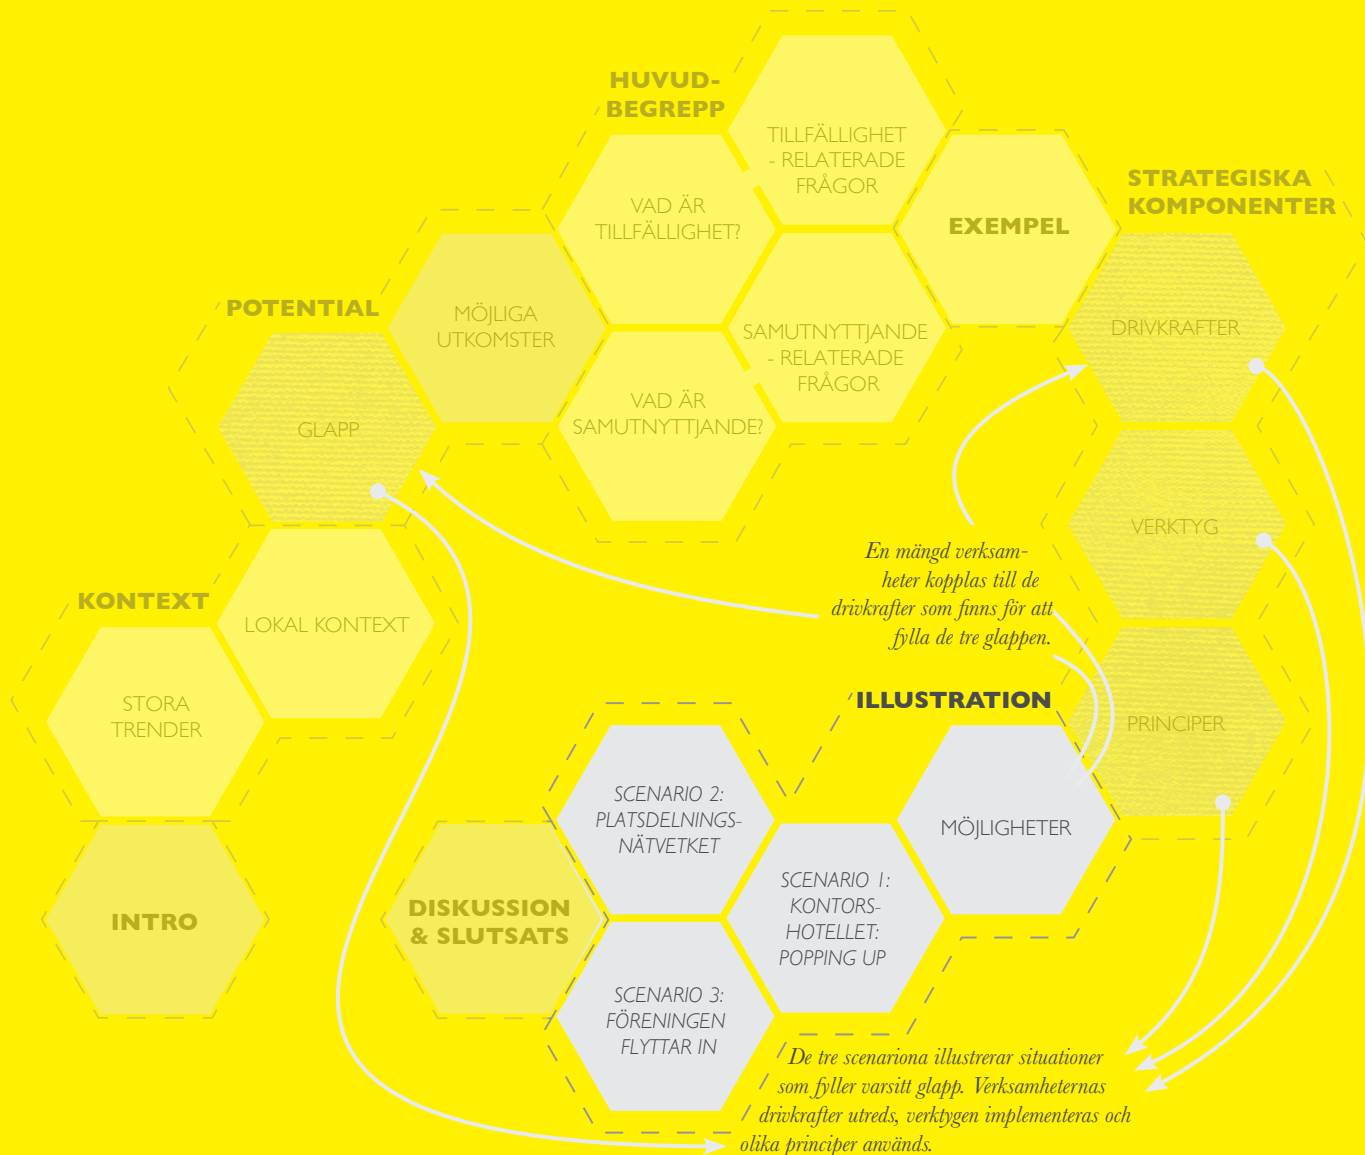 HUVUD-
BEGREPP
TILLFÄLLIGHET
- RELATERADE
FRÅGOR
STRATEGISKA
KOMPONENTER
VAD ÄR
TILLFÄLLIGHET?
EXEMPEL
POTENTIAL
MÖJLIGA
UTKOMSTER
DRIVKRAFTER
SAMUTNYTTJANDE
- RELATERADE
FRÅGOR
GLAPP
VAD ÄR
SAMUTNYTTJANDE?
VERKTYG
En mängd verksam-
heter kopplas till de
drivkrafter som finns för att
fylla de tre glappen.
KONTEXT
LOKAL KONTEXT
STORA
TRENDER
ILLUSTRATION
PRINCIPER
SCENARIO 2:
PLATSDELNINGS-
NÄTVETKET
MÖJLIGHETER
SCENARIO 1:
KONTORS-
HOTELLET:
POPPING UP
INTRO
DISKUSSION
& SLUTSATS
SCENARIO 3:
FÖRENINGEN
FLYTTAR IN
De tre scenariona illustrerar situationer
som fyller varsitt glapp. Verksamheternas
drivkrafter utreds, verktygen implementeras och
olika principer används.